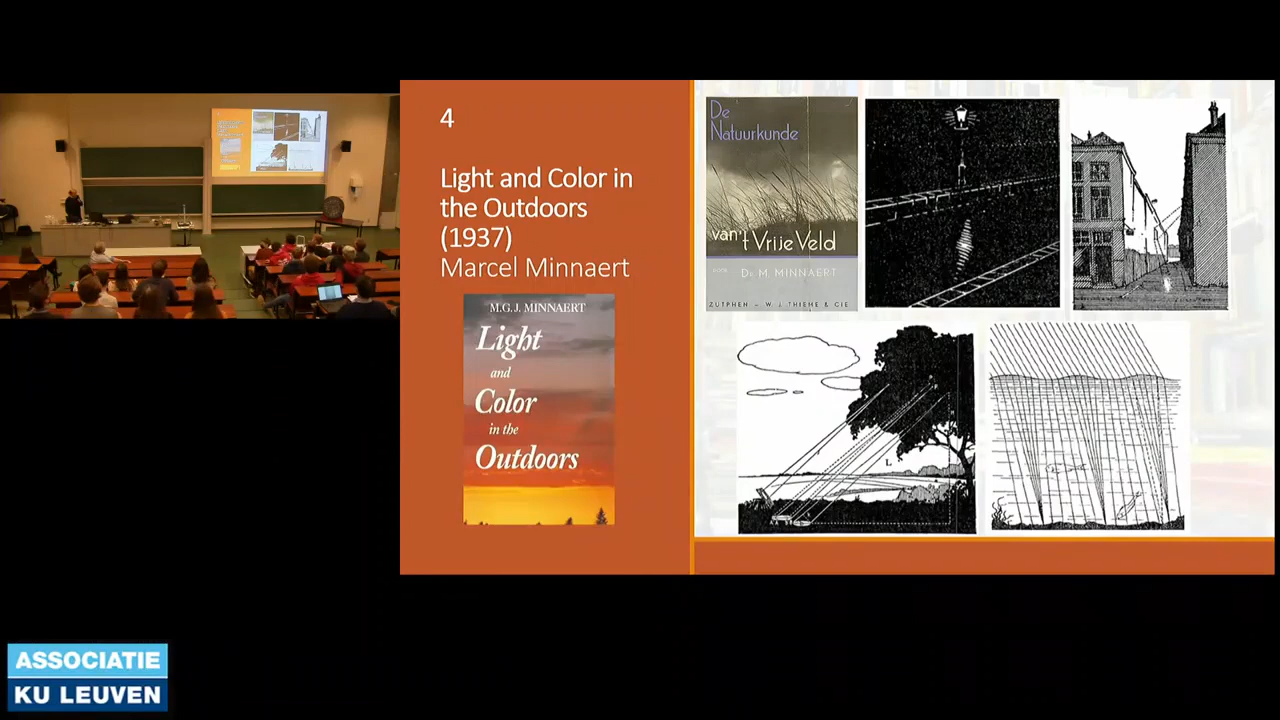 4
Light and Color in
the Outdoors
(1937)
Marcel Minnaert
M.G.J. MINNAERT
Light
and
Color
in the
Outdoors
De
Natuurkunde
van 't Vrije Veld
DOOR Dr M. MINNAERT
ZUTPHEN – W. J. THIEME & CIE
L
ASSOCIATIE
KU LEUVEN